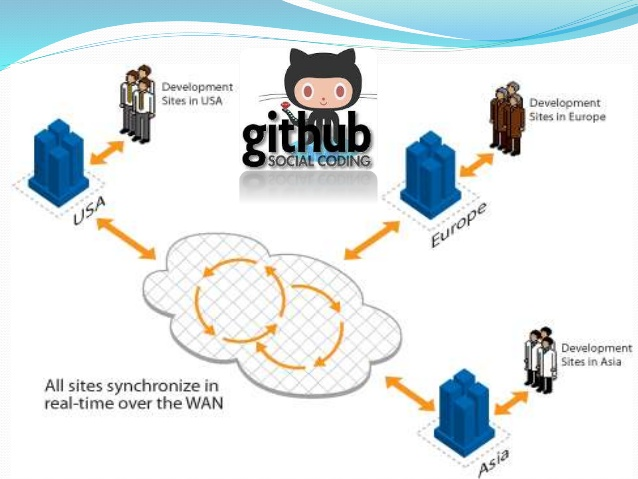 Development
Sites in USA
github
SOCIAL CODING
Development
Sites in Europe
USA
Europe
Development
Sites in Asia
All sites synchronize in
real-time over the WAN
Asia